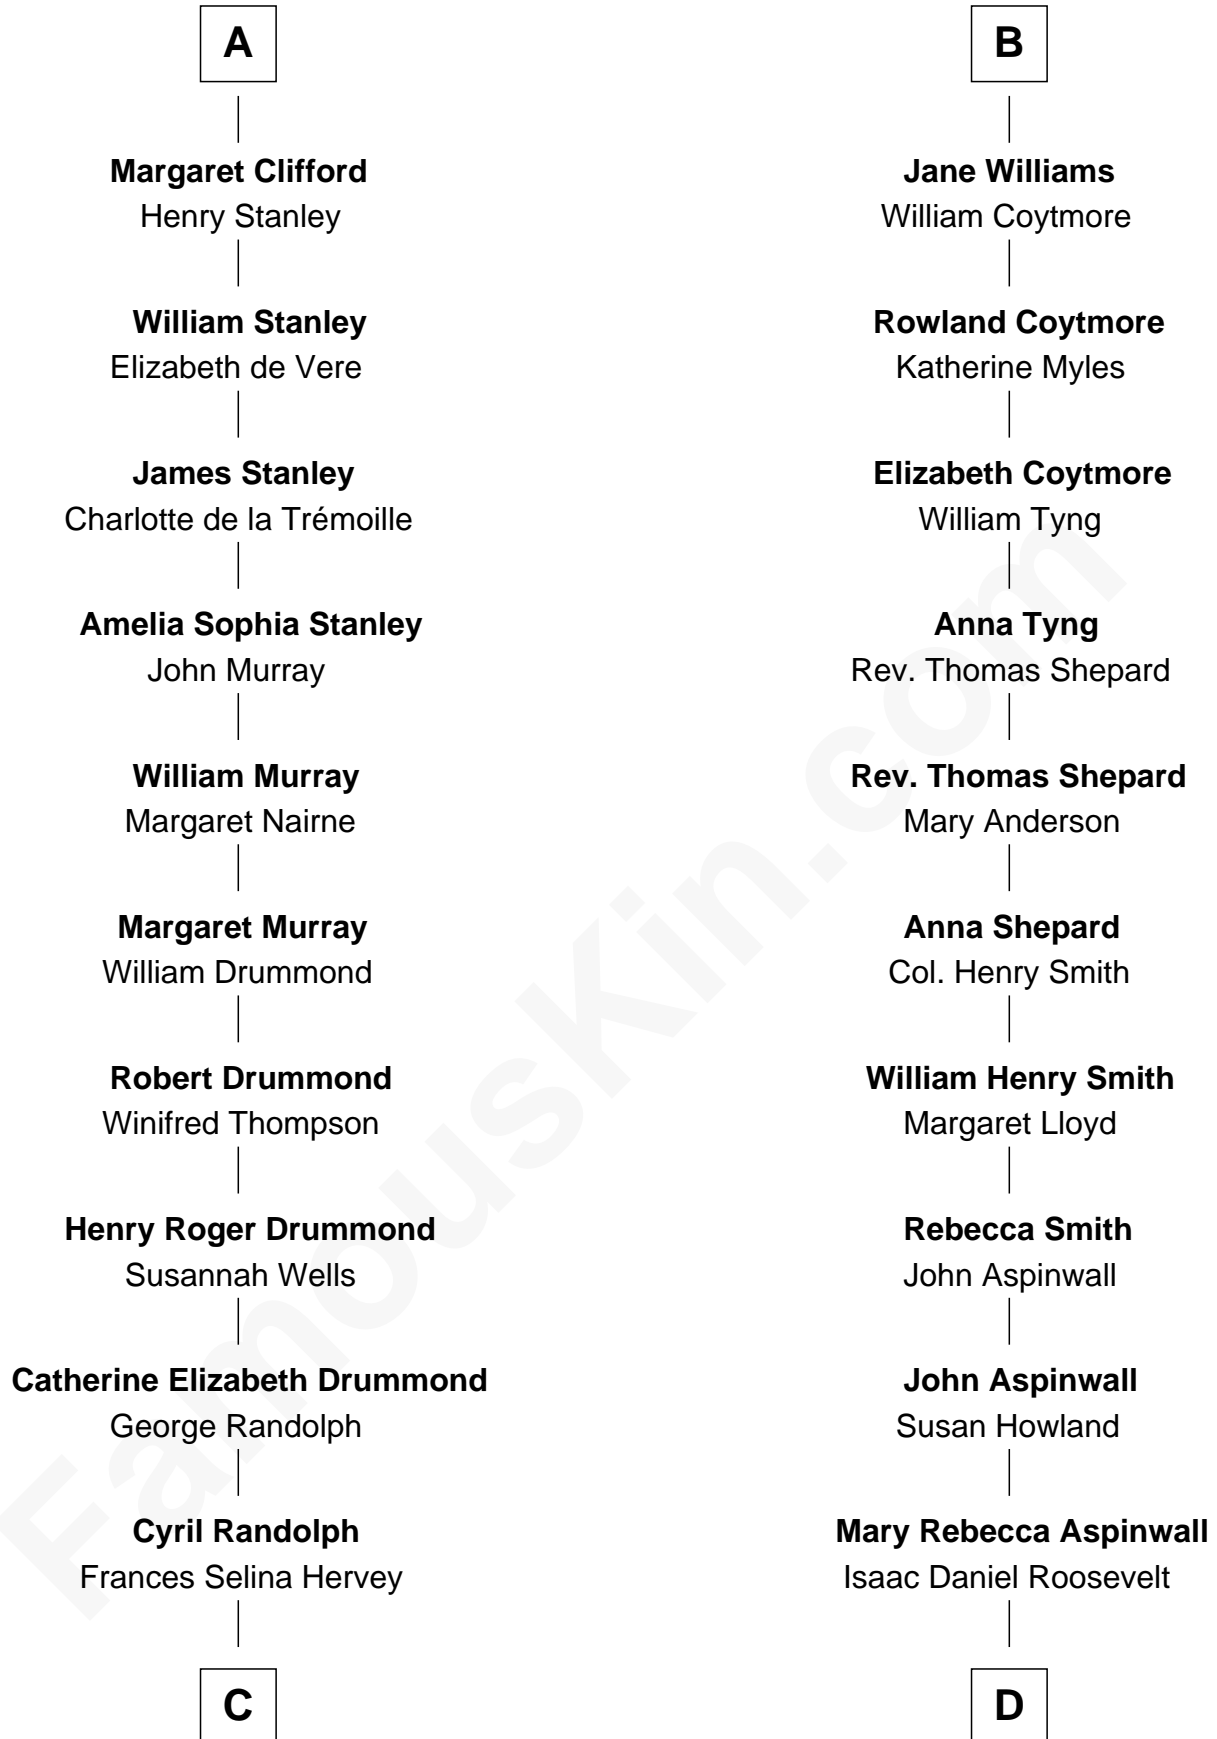 A
Margaret Clifford
Henry Stanley
William Stanley
Elizabeth de Vere
James Stanley
Charlotte de la Trémoille
Amelia Sophia Stanley
John Murray
William Murray
Margaret Nairne
Margaret Murray
William Drummond
Robert Drummond
Winifred Thompson
Henry Roger Drummond
Susannah Wells
Catherine Elizabeth Drummond
George Randolph
Cyril Randolph
Frances Selina Hervey
C
B
Jane Williams
William Coytmore
Rowland Coytmore
Katherine Myles
Elizabeth Coytmore
William Tyng
Anna Tyng
Rev. Thomas Shepard
Rev. Thomas Shepard
Mary Anderson
Anna Shepard
Col. Henry Smith
William Henry Smith
Margaret Lloyd
Rebecca Smith
John Aspinwall
John Aspinwall
Susan Howland
Mary Rebecca Aspinwall
Isaac Daniel Roosevelt
D
FamousKin.com